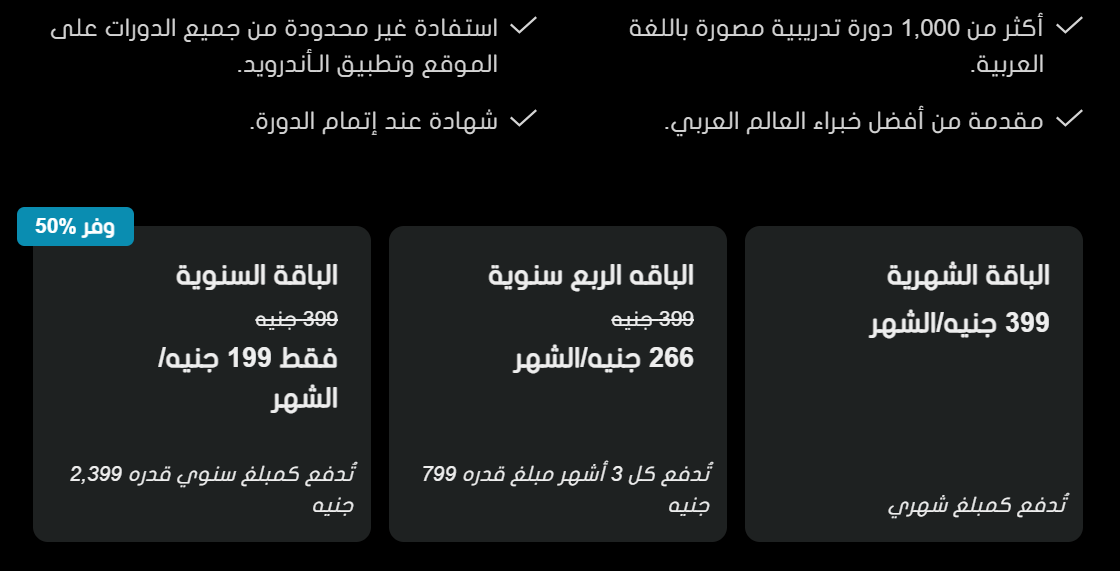 أكثر من 1,000 دورة تدريبية مصورة باللغة
العربية.
استفادة غير محدودة من جميع الدورات على
الموقع وتطبيق الأندرويد.
مقدمة من أفضل خبراء العالم العربي.
شهادة عند إتمام الدورة.
الباقة الشهرية
399 جنيه/الشهر
تُدفع كمبلغ شهري
الباقه الربع سنوية
399 جنيه
266 جنيه/الشهر
تُدفع كل 3 أشهر مبلغ قدره 799
جنيه
وفر 50%
الباقة السنوية
399 جنيه
فقط 199 جنيه/
الشهر
تُدفع كمبلغ سنوي قدره 2,399
جنيه